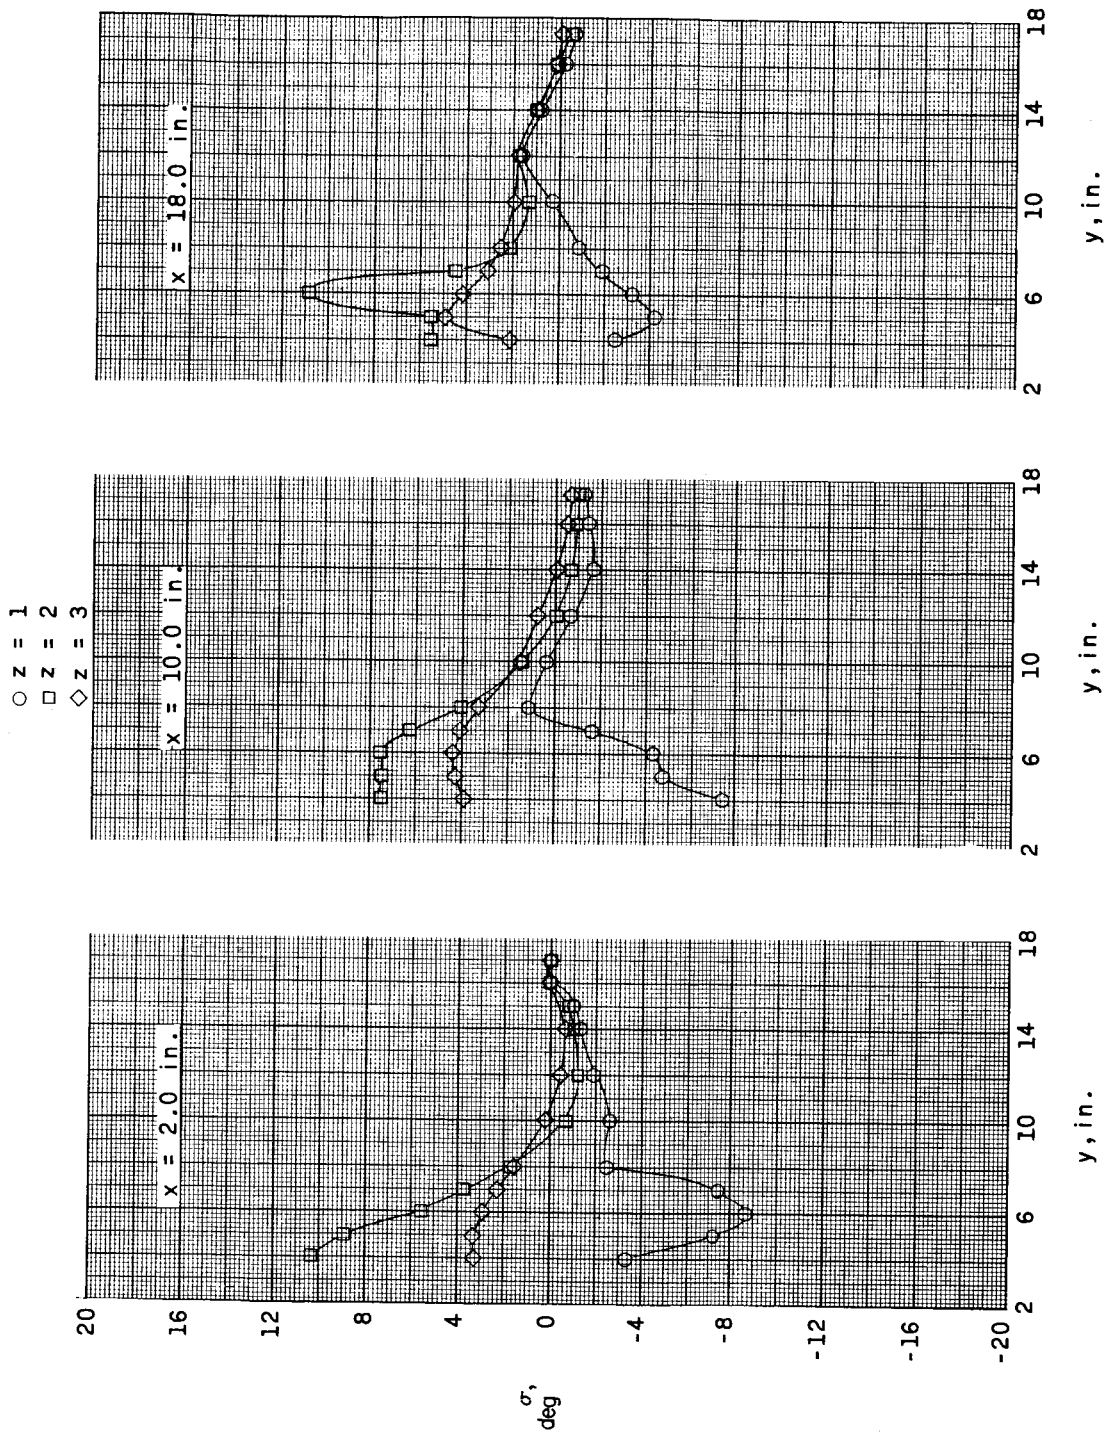 ○ z = 1
□ z = 2
◇ z = 3
x = 2.0 in.
x = 10.0 in.
x = 18.0 in.
σ,
deg
20
16
12
8
4
0
-4
-8
-12
-16
-20
2
6
10
14
18
y, in.
2
6
10
14
18
y, in.
2
6
10
14
18
y, in.